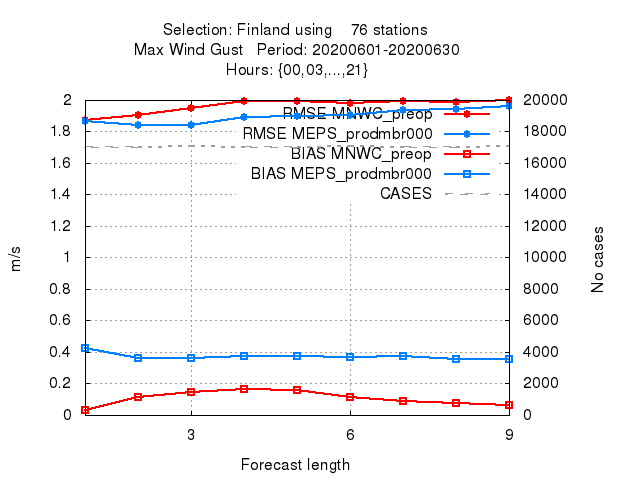 Selection: Finland using 76 stations
Max Wind Gust Period: 20200601-20200630
Hours: {00,03,...,21}
2 20000
RMSE MNWC_preop
1.8 RMSE MEPS_prodmbr000 18000
BIAS MNWC_preop
1.6 16000
BIAS MEPS_prodmbr000
1.4 CASES 14000
1.2 12000
1 10000
0.8 8000
0.6 6000
0.4 4000
0.2 2000
0 0
m/s
No cases
3 6 9
Forecast length